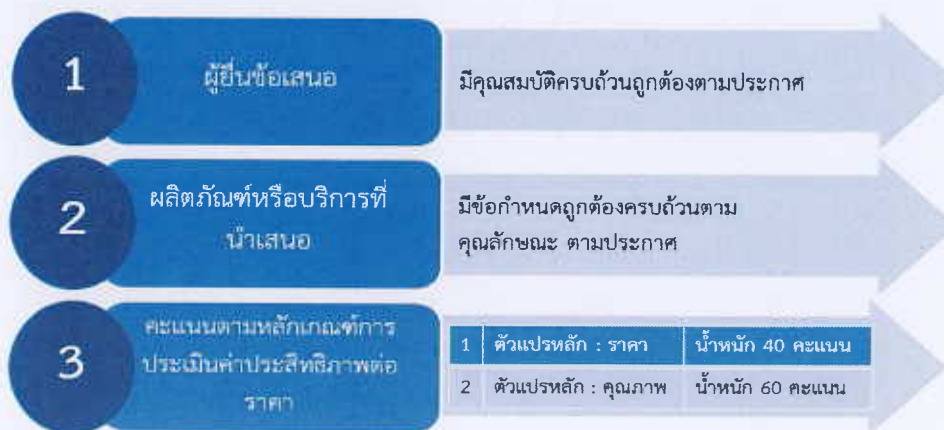 1
ผู้ยื่นข้อเสนอ
มีคุณสมบัติครบถ้วนถูกต้องตามประกาศ
2
ผลิตภัณฑ์หรือบริการที่
นำเสนอ
มีข้อกำหนดถูกต้องครบถ้วนตาม
คุณลักษณะ ตามประกาศ
3
คะแนนตามหลักเกณฑ์การ
ประเมินค่าประสิทธิภาพต่อ
ราคา
1 ตัวแปรหลัก : ราคา น้ำหนัก 40 คะแนน
2 ตัวแปรหลัก : คุณภาพ น้ำหนัก 60 คะแนน